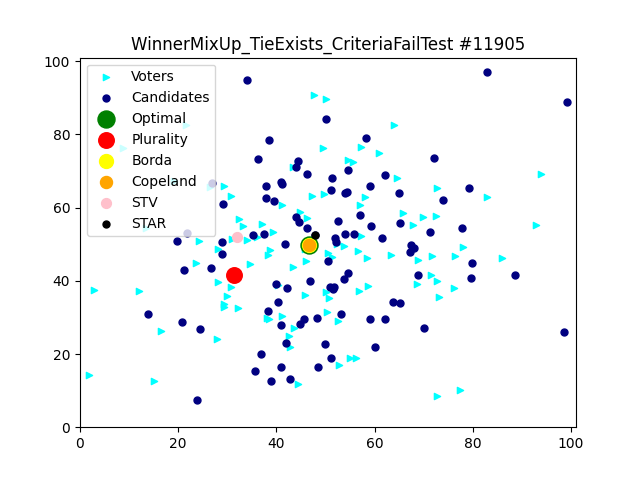 WinnerMixUp_TieExists_CriteriaFailTest #11905
100
80
60
40
20
0
0 20 40 60 80 100
Voters
Candidates
Optimal
Plurality
Borda
Copeland
STV
STAR